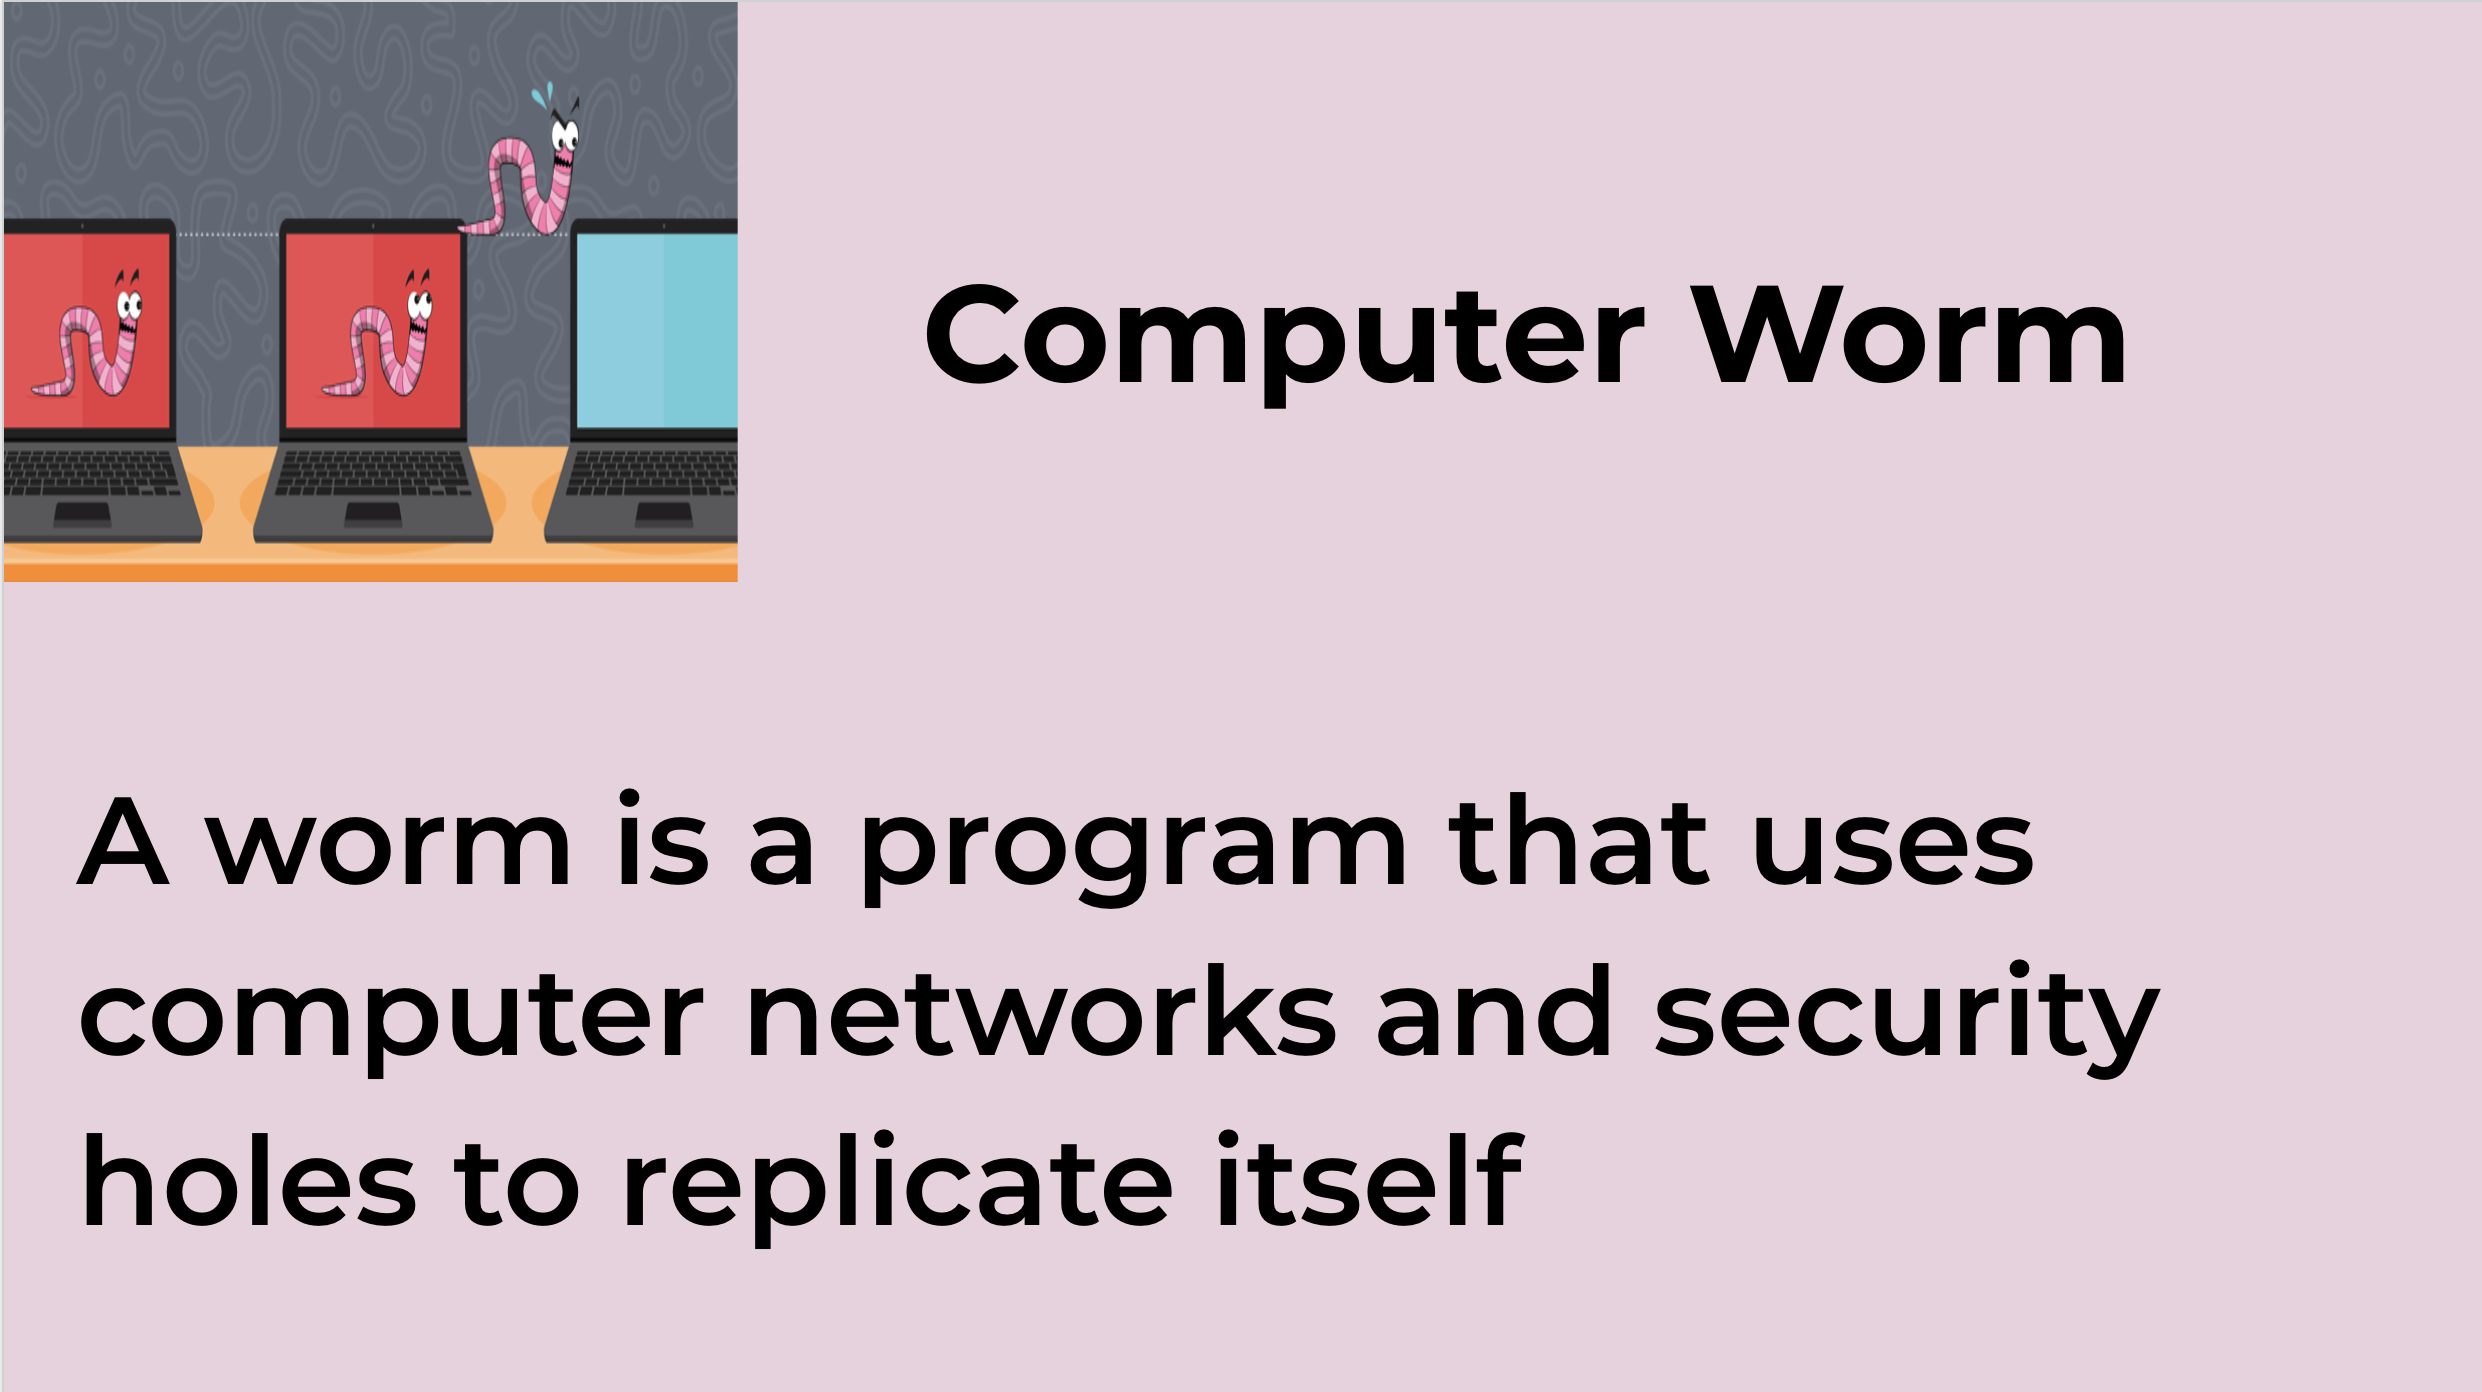 Computer Worm
A worm is a program that uses
computer networks and security
holes to replicate itself